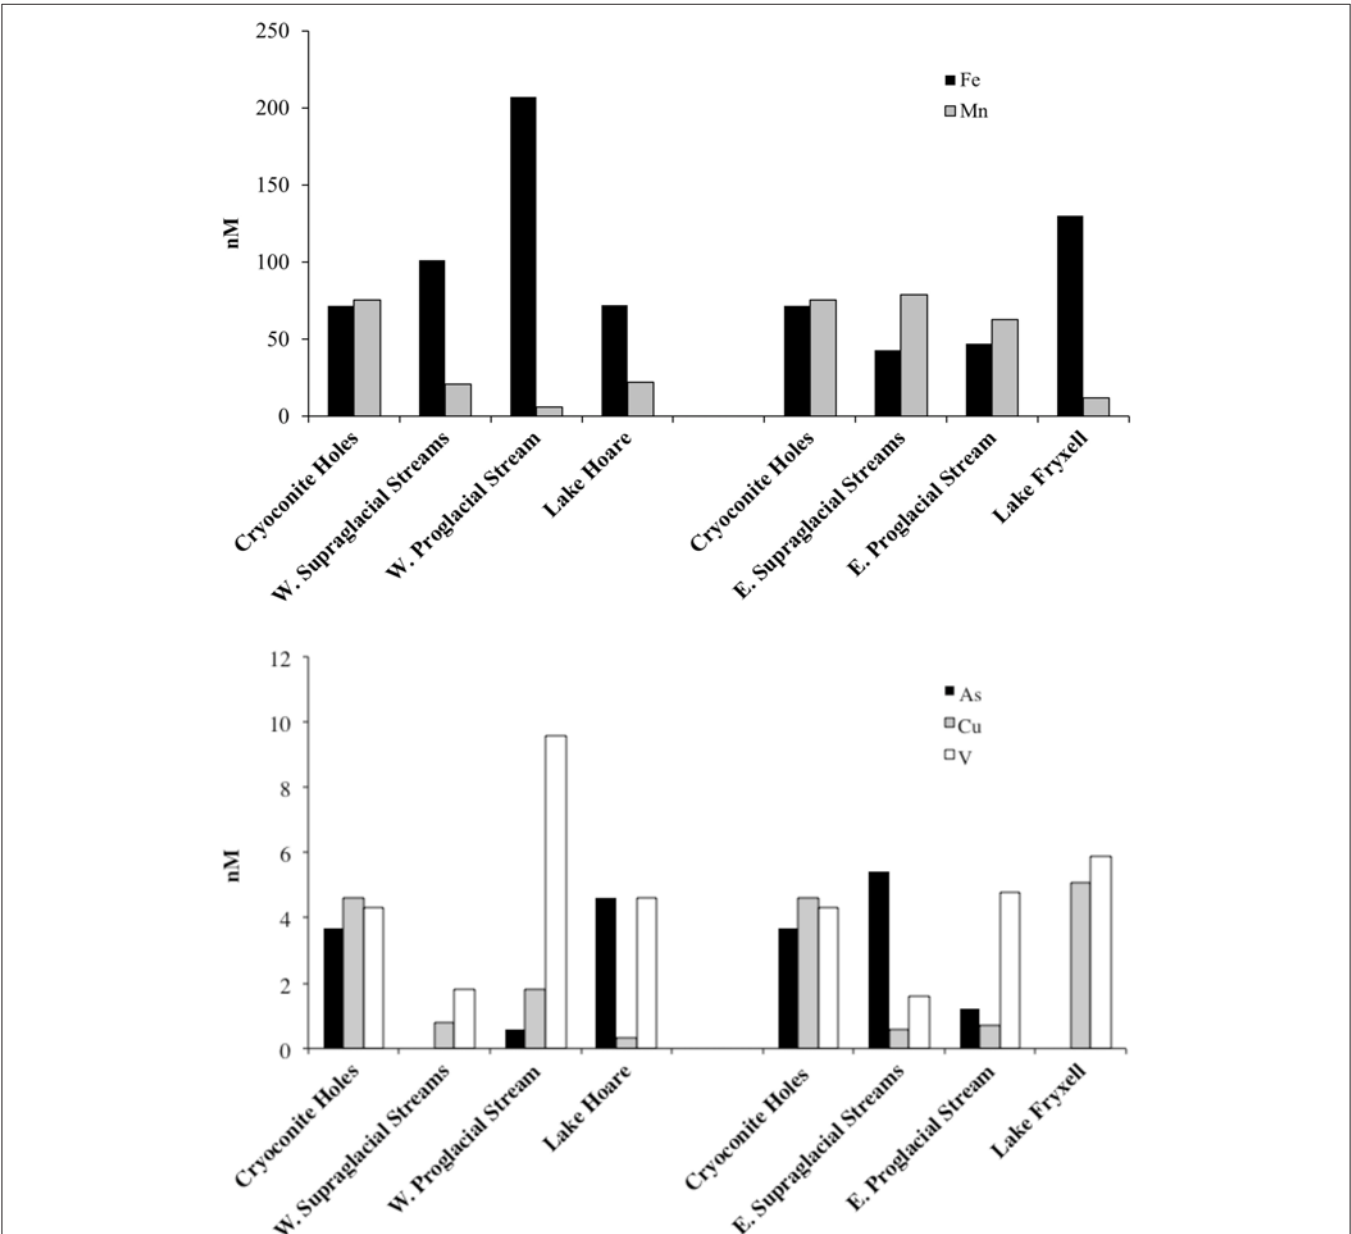 250
200
150
100
50
0
nM
Fe
Mn
Cryoconite Holes
W. Supraglacial Streams
W. Proglacial Stream
Lake Hoare
Cryoconite Holes
E. Supraglacial Streams
E. Proglacial Stream
Lake Fryxell
12
10
8
6
4
2
0
nM
As
Cu
V
Cryoconite Holes
W. Supraglacial Streams
W. Proglacial Stream
Lake Hoare
Cryoconite Holes
E. Supraglacial Streams
E. Proglacial Stream
Lake Fryxell